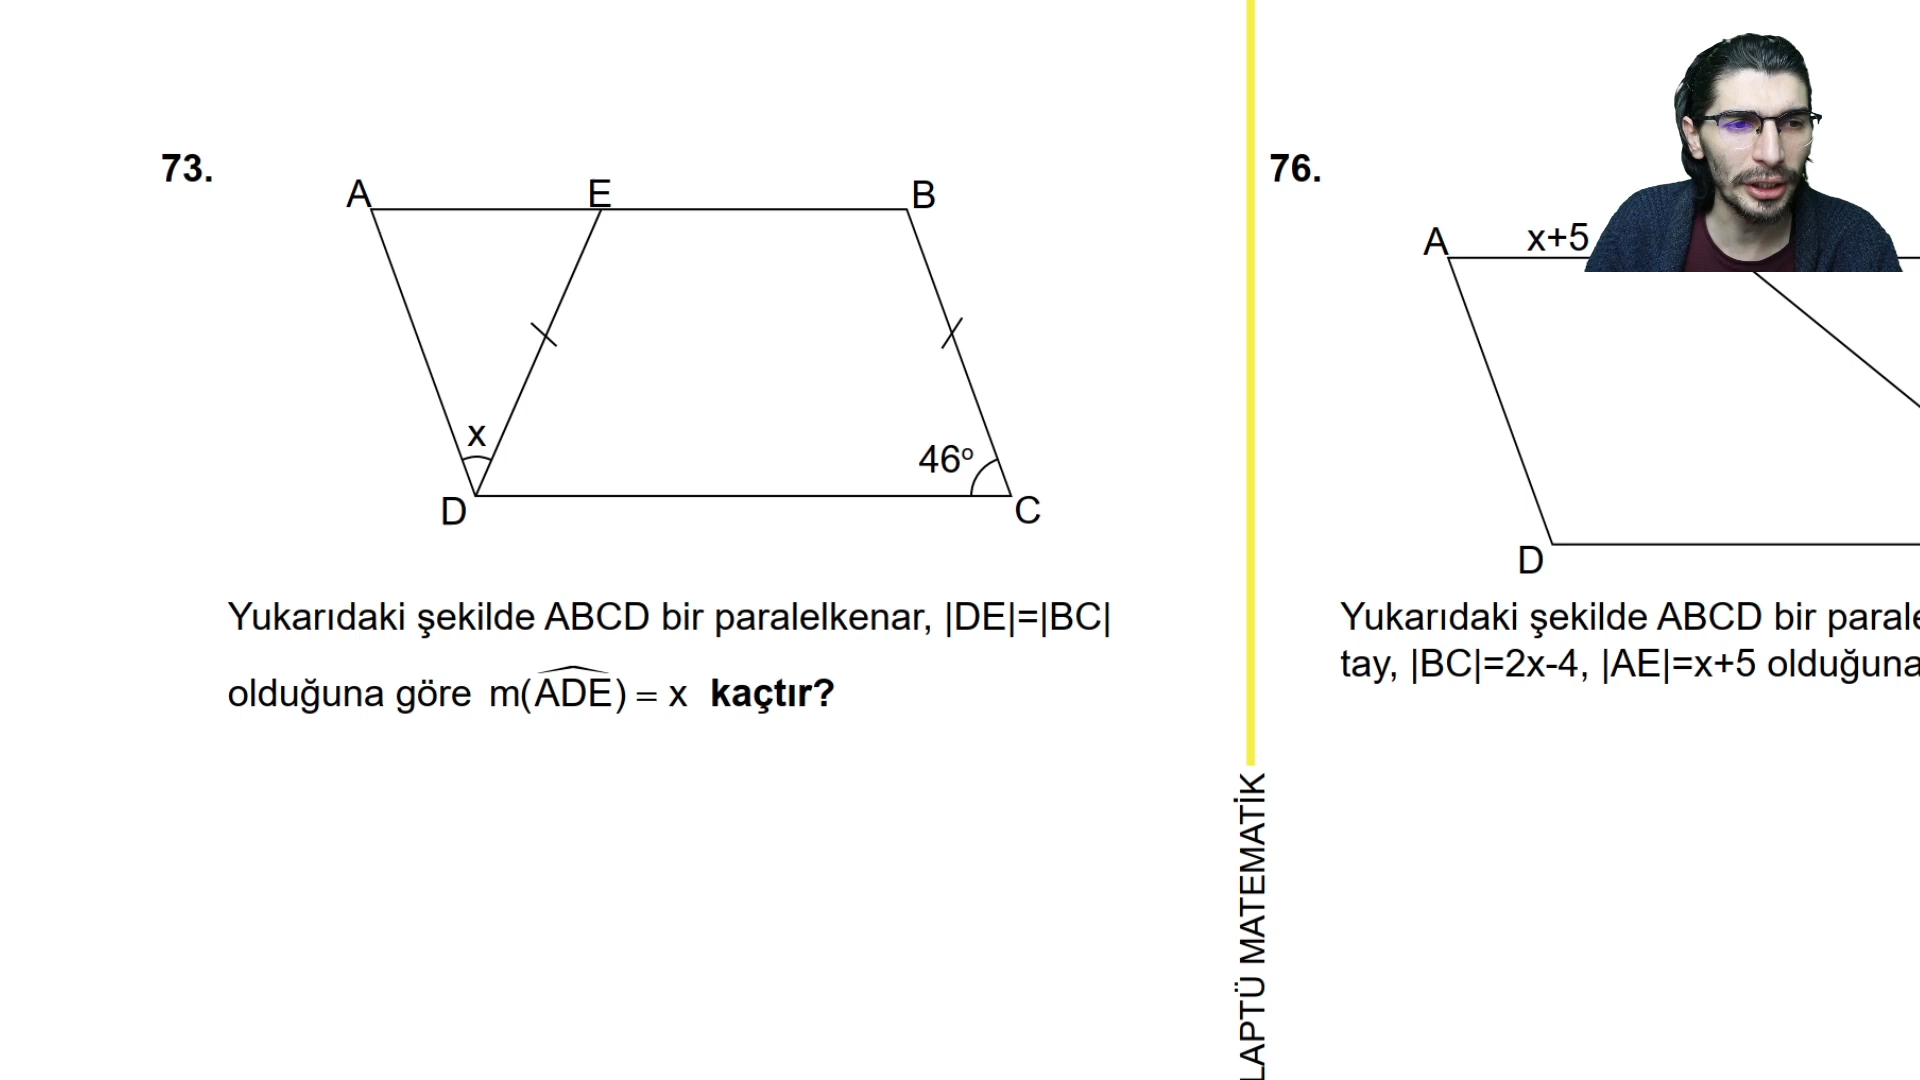 73.
A E B
x
46°
D C
Yukarıdaki şekilde ABCD bir paralelkenar, |DE|=|BC|
olduğuna göre m(ADE) = x kaçtır?
LAPTÜ MATEMATİK
76.
A x+5
D
Yukarıdaki şekilde ABCD bir parale
tay, |BC|=2x-4, |AE|=x+5 olduğuna